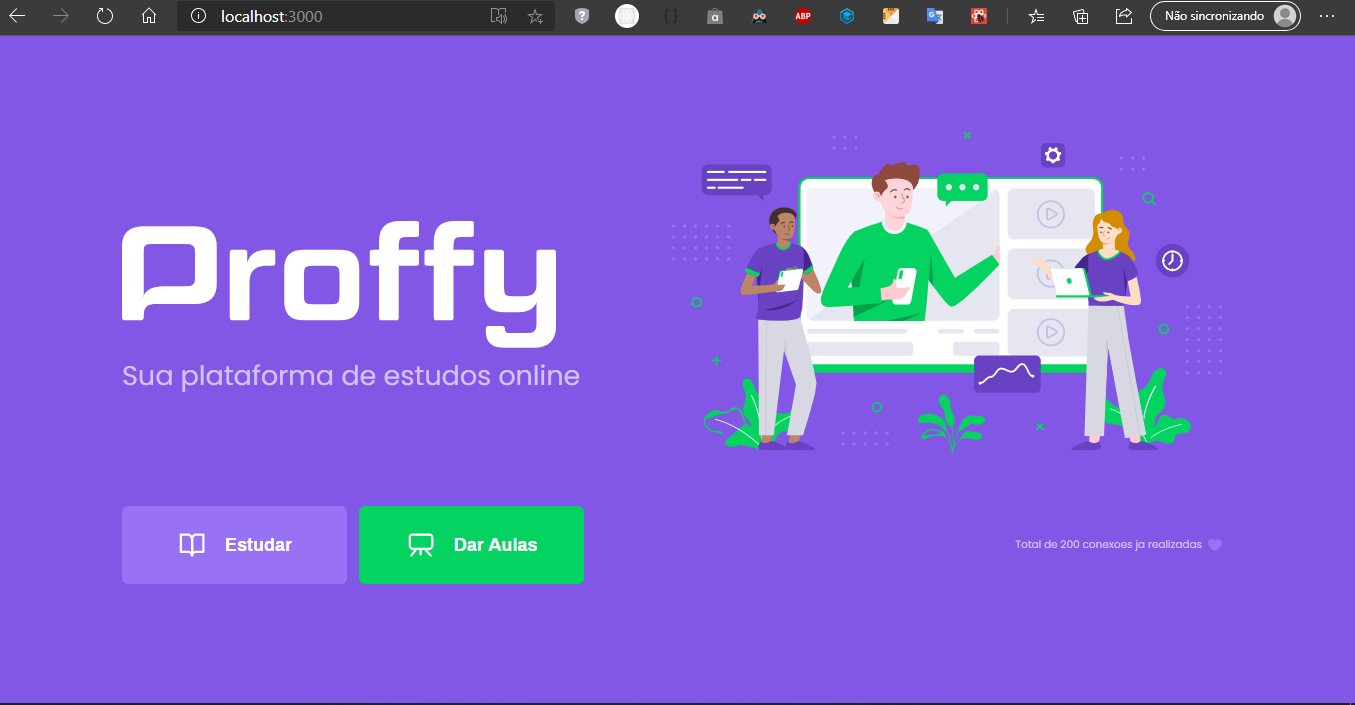 localhost:3000
a
ABP
Não sincronizando
Proffy
Sua plataforma de estudos online
Estudar
Dar Aulas
Total de 200 conexoes ja realizadas